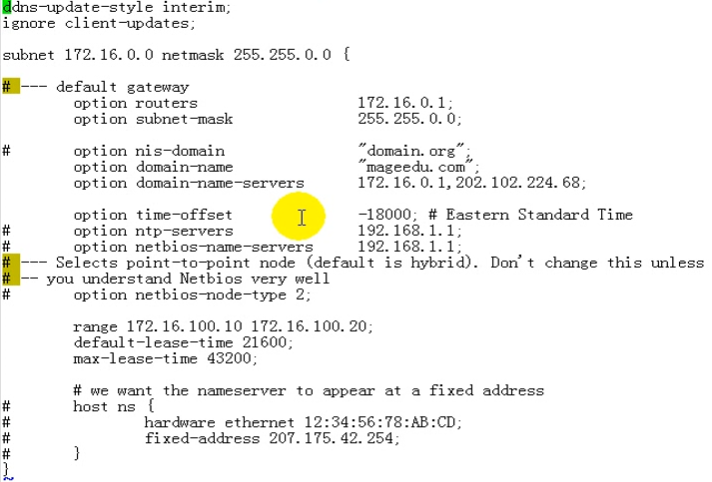 ddns-update-style interim;
ignore client-updates;
subnet 172.16.0.0 netmask 255.255.0.0 {
# --- default gateway
option routers 172.16.0.1;
option subnet-mask 255.255.0.0;
# option nis-domain "domain.org";
option domain-name "mageedu.com";
option domain-name-servers 172.16.0.1,202.102.224.68;
option time-offset -18000; # Eastern Standard Time
# option ntp-servers 192.168.1.1;
# option netbios-name-servers 192.168.1.1;
# --- Selects point-to-point node (default is hybrid). Don't change this unless
# -- you understand Netbios very well
# option netbios-node-type 2;
range 172.16.100.10 172.16.100.20;
default-lease-time 21600;
max-lease-time 43200;
# we want the nameserver to appear at a fixed address
# host ns {
# hardware ethernet 12:34:56:78:AB:CD;
# fixed-address 207.175.42.254;
# }
}
~